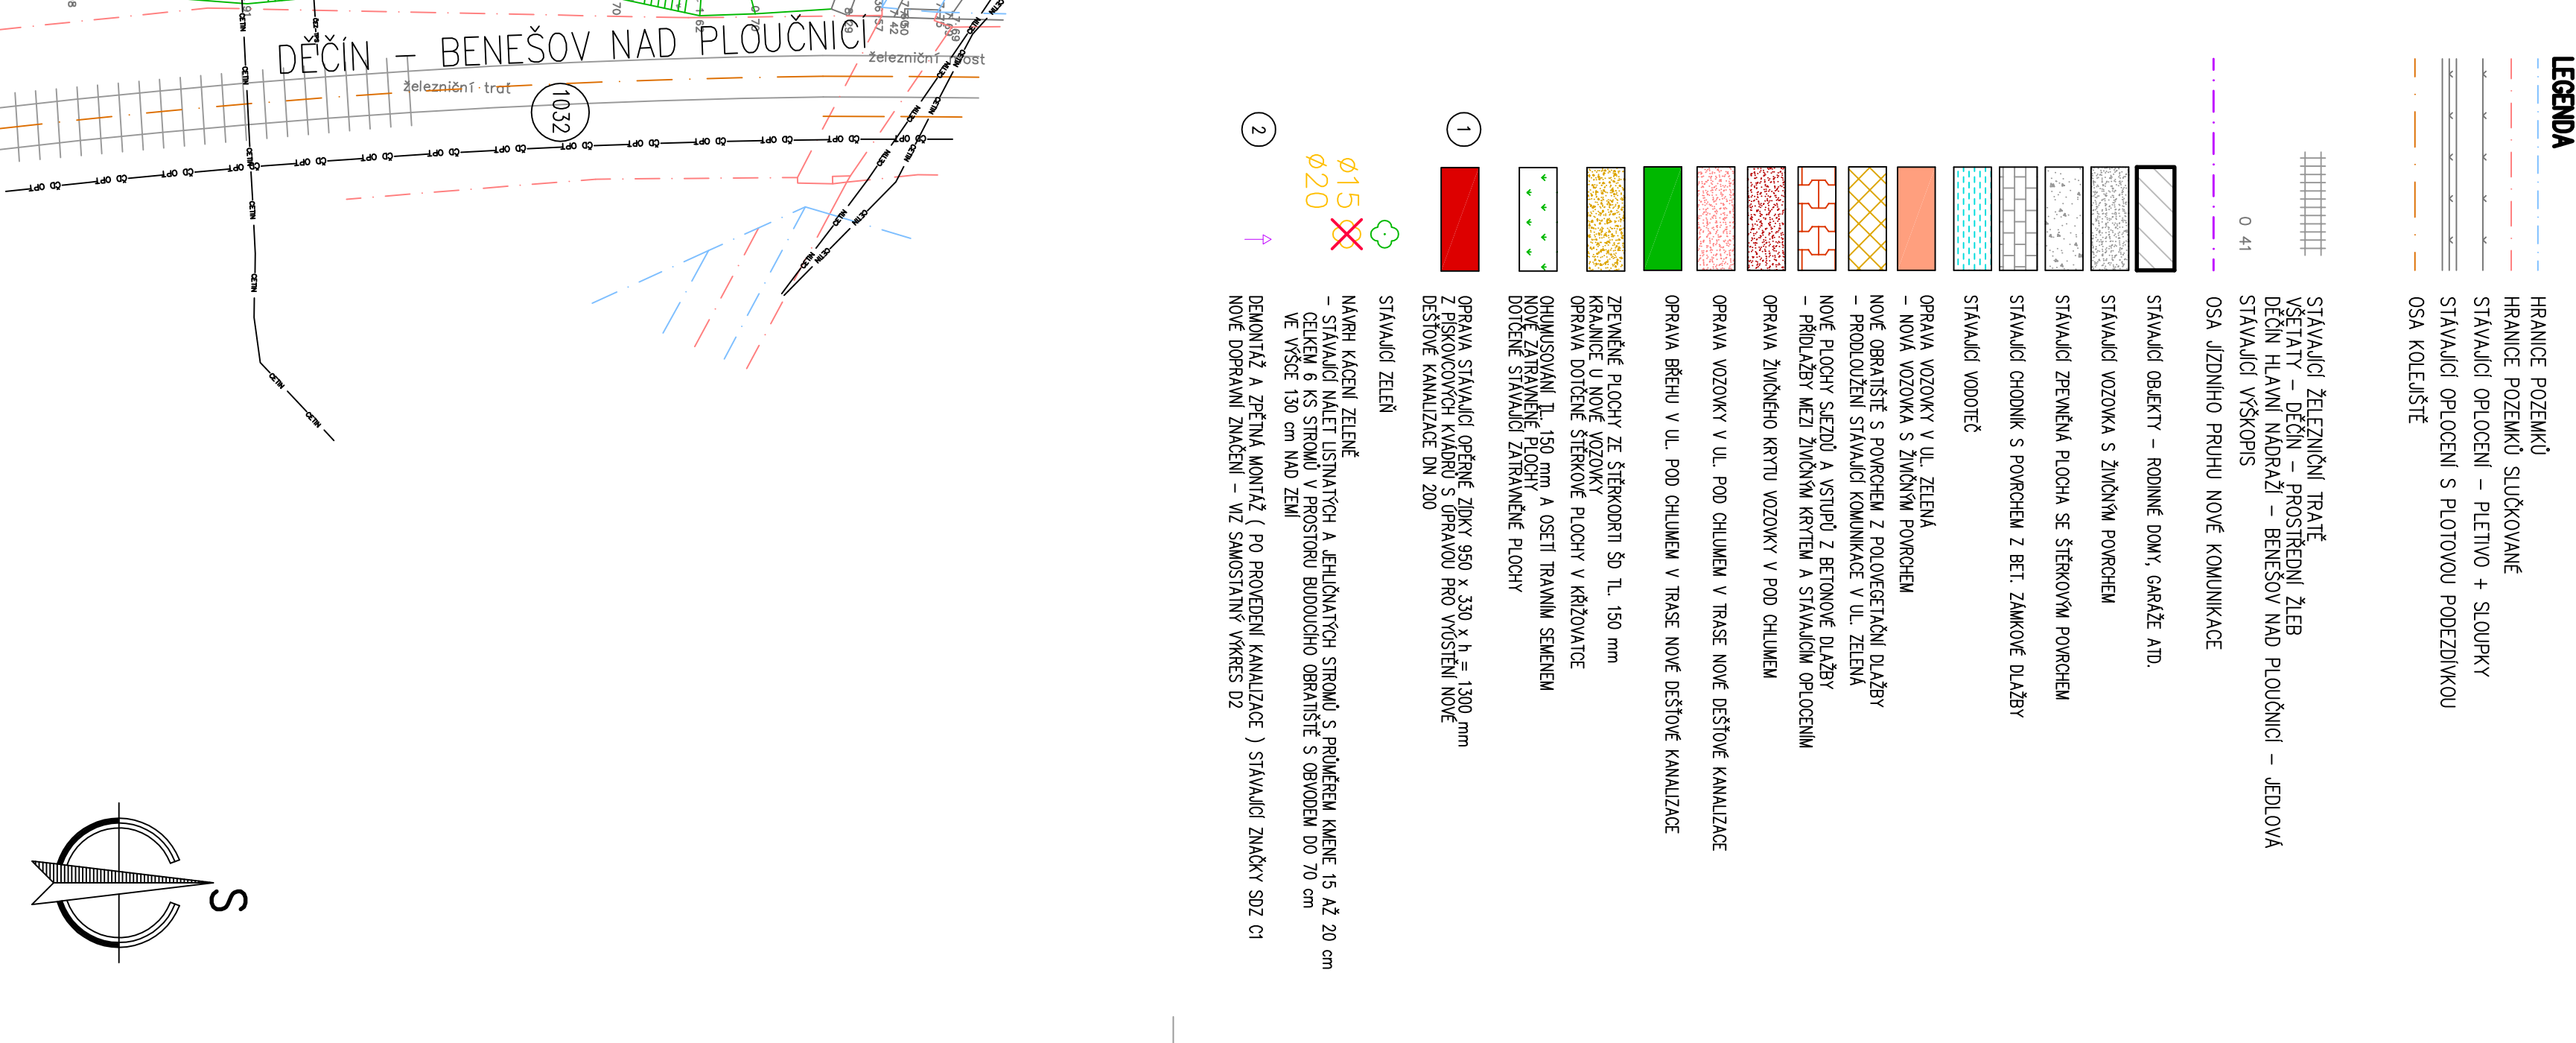 DĚČÍN – BENEŠOV NAD PLOUČNICÍ
železniční trať
železniční most
1032
ČD OPT
CETIN
S
LEGENDA
HRANICE POZEMKŮ
HRANICE POZEMKŮ SLUČKOVANÉ
STÁVAJÍCÍ OPLOCENÍ – PLETIVO + SLOUPKY
STÁVAJÍCÍ OPLOCENÍ S PLOTOVOU PODEZDÍVKOU
OSA KOLEJIŠTĚ
STÁVAJÍCÍ ŽELEZNIČNÍ TRATĚ
VŠETATY – DĚČÍN – PROSTŘEDNÍ ŽLEB
DĚČÍN HLAVNÍ NÁDRAŽÍ – BENEŠOV NAD PLOUČNICÍ – JEDLOVÁ
0 41
STÁVAJÍCÍ VÝŠKOPIS
OSA JÍZDNÍHO PRUHU NOVÉ KOMUNIKACE
STÁVAJÍCÍ OBJEKTY – RODINNÉ DOMY, GARÁŽE ATD.
STÁVAJÍCÍ VOZOVKA S ŽIVIČNÝM POVRCHEM
STÁVAJÍCÍ ZPEVNĚNÁ PLOCHA SE ŠTĚRKOVÝM POVRCHEM
STÁVAJÍCÍ CHODNÍK S POVRCHEM Z BET. ZÁMKOVÉ DLAŽBY
STÁVAJÍCÍ VODOTEČ
OPRAVA VOZOVKY V UL. ZELENÁ
– NOVÁ VOZOVKA S ŽIVIČNÝM POVRCHEM
NOVÉ OBRATIŠTĚ S POVRCHEM Z POLOVEGETAČNÍ DLAŽBY
– PRODLOUŽENÍ STÁVAJÍCÍ KOMUNIKACE V UL. ZELENÁ
NOVÉ PLOCHY SJEZDŮ A VSTUPŮ Z BETONOVÉ DLAŽBY
– PŘÍDLAŽBY MEZI ŽIVIČNÝM KRYTEM A STÁVAJÍCÍM OPLOCENÍM
OPRAVA ŽIVIČNÉHO KRYTU VOZOVKY V POD CHLUMEM
OPRAVA VOZOVKY V UL. POD CHLUMEM V TRASE NOVÉ DEŠŤOVÉ KANALIZACE
OPRAVA BŘEHU V UL. POD CHLUMEM V TRASE NOVÉ DEŠŤOVÉ KANALIZACE
ZPEVNĚNÉ PLOCHY ZE ŠTĚRKODRTI ŠD TL. 150 mm
KRAJNICE U NOVÉ VOZOVKY
OPRAVA DOTČENÉ ŠTĚRKOVÉ PLOCHY V KŘIŽOVATCE
OHUMUSOVÁNÍ TL. 150 mm A OSETÍ TRAVNÍM SEMENEM
NOVÉ ZATRAVNĚNÉ PLOCHY
DOTČENÉ STÁVAJÍCÍ ZATRAVNĚNÉ PLOCHY
1
OPRAVA STÁVAJÍCÍ OPĚRNÉ ZÍDKY 950 x 330 x h = 1300 mm
Z PÍSKOVCOVÝCH KVÁDRŮ S ÚPRAVOU PRO VYÚSTĚNÍ NOVÉ
DEŠŤOVÉ KANALIZACE DN 200
STÁVAJÍCÍ ZELEŇ
ø15
ø20
NÁVRH KÁCENÍ ZELENĚ
– STÁVAJÍCÍ NÁLET LISTNATÝCH A JEHLIČNATÝCH STROMŮ S PRŮMĚREM KMENE 15 AŽ 20 cm
CELKEM 6 KS STROMŮ V PROSTORU BUDOUCÍHO OBRATIŠTĚ S OBVODEM DO 70 cm
VE VÝŠCE 130 cm NAD ZEMÍ
2
DEMONTÁŽ A ZPĚTNÁ MONTÁŽ ( PO PROVEDENÍ KANALIZACE ) STÁVAJÍCÍ ZNAČKY SDZ C1
NOVÉ DOPRAVNÍ ZNAČENÍ – VIZ SAMOSTATNÝ VÝKRES D2